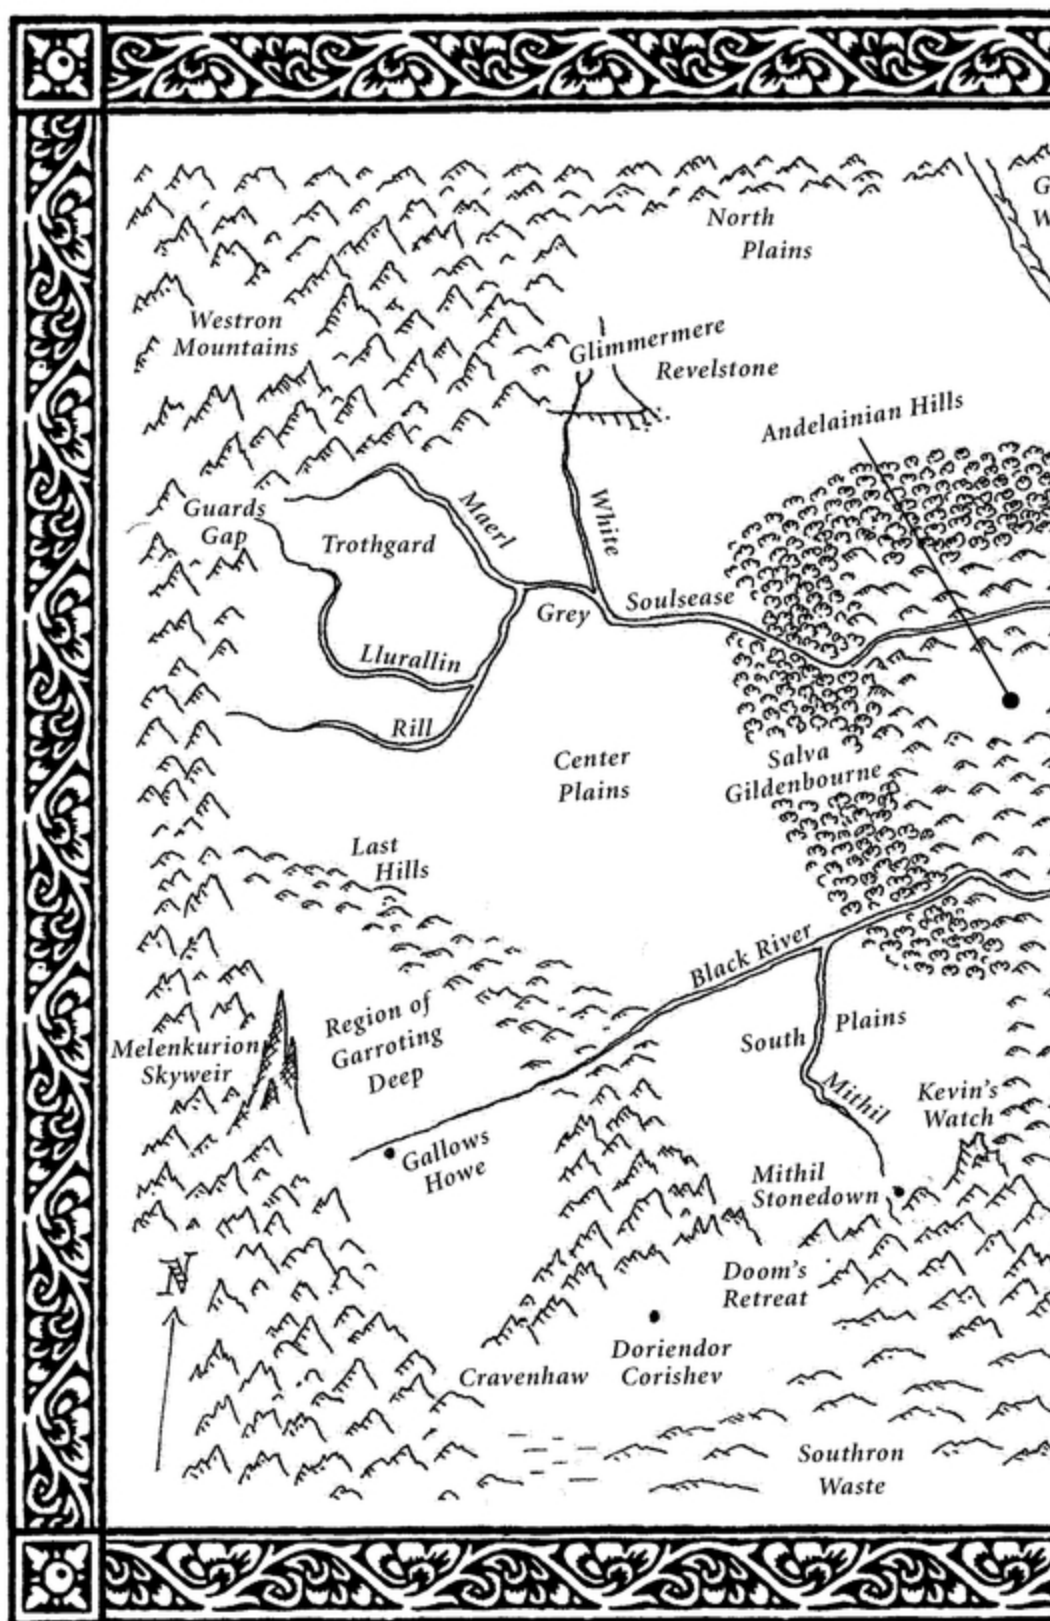 North
Plains
Westron
Mountains
Glimmermere
Revelstone
Andelainian Hills
Guards
Gap
Trothgard
Maerl
White
Grey
Soulsease
Llurallin
Rill
Center
Plains
Salva
Gildenbourne
Last
Hills
Black River
Region of
Garroting
Deep
Melenkurion
Skyweir
South Plains
Mithil
Kevin's
Watch
Gallows
Howe
Mithil
Stonedown
N
Doom's
Retreat
Doriendor
Corishev
Cravenhaw
Southron
Waste